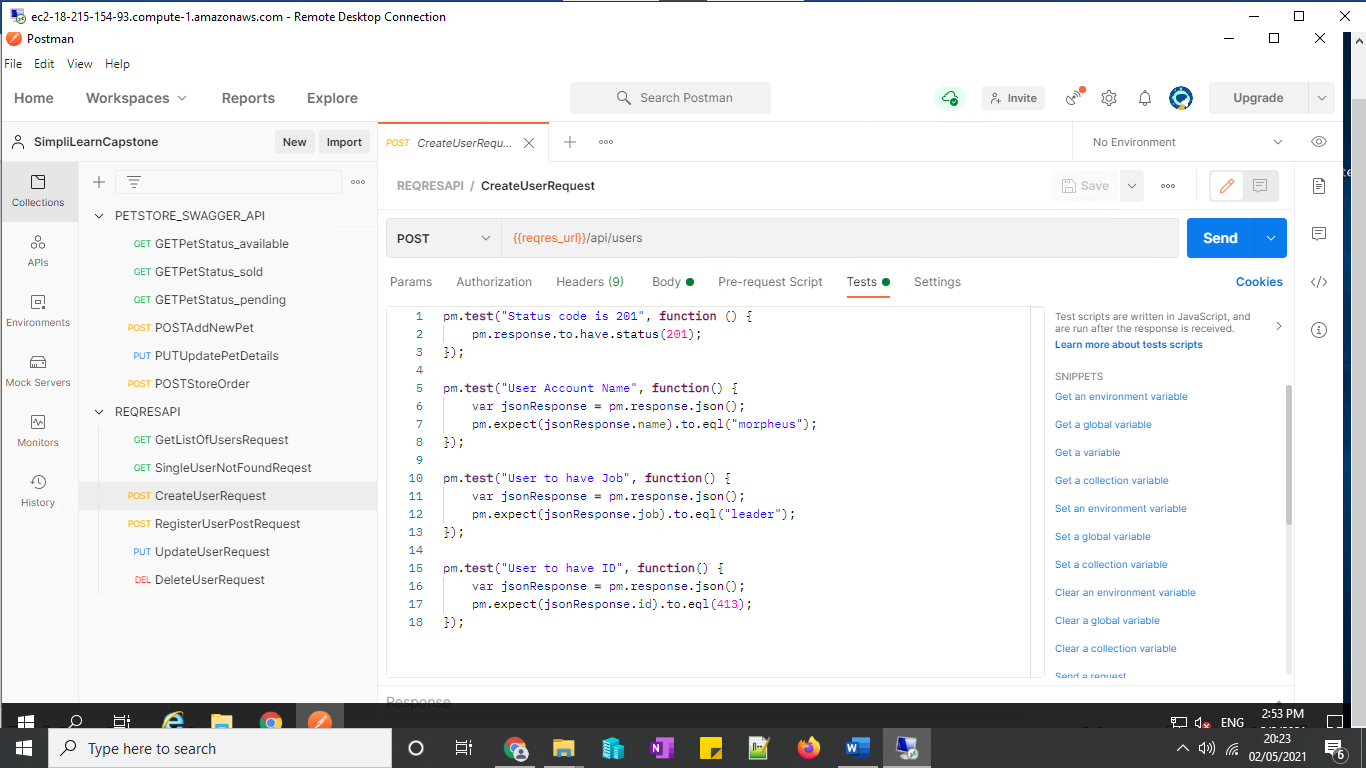 ec2-18-215-154-93.compute-1.amazonaws.com - Remote Desktop Connection
Postman
File Edit View Help
Home Workspaces Reports Explore Search Postman Invite Upgrade
SimpliLearnCapstone New Import POST CreateUserRequ... No Environment
Collections
APIs
Environments
Mock Servers
Monitors
History
PETSTORE_SWAGGER_API
GET GETPetStatus_available
GET GETPetStatus_sold
GET GETPetStatus_pending
POST POSTAddNewPet
PUT PUTUpdatePetDetails
POST POSTStoreOrder
REQRESAPI
GET GetListOfUsersRequest
GET SingleUserNotFoundReqest
POST CreateUserRequest
POST RegisterUserPostRequest
PUT UpdateUserRequest
DEL DeleteUserRequest
REQRESAPI / CreateUserRequest Save
POST {{reqres_url}}/api/users Send
Params Authorization Headers (9) Body Pre-request Script Tests Settings Cookies
1 pm.test("Status code is 201", function () {
2 pm.response.to.have.status(201);
3 });
4
5 pm.test("User Account Name", function() {
6 var jsonResponse = pm.response.json();
7 pm.expect(jsonResponse.name).to.eql("morpheus");
8 });
9
10 pm.test("User to have Job", function() {
11 var jsonResponse = pm.response.json();
12 pm.expect(jsonResponse.job).to.eql("leader");
13 });
14
15 pm.test("User to have ID", function() {
16 var jsonResponse = pm.response.json();
17 pm.expect(jsonResponse.id).to.eql(413);
18 });
Test scripts are written in JavaScript, and
are run after the response is received.
Learn more about tests scripts
SNIPPETS
Get an environment variable
Get a global variable
Get a variable
Get a collection variable
Set an environment variable
Set a global variable
Set a collection variable
Clear an environment variable
Clear a global variable
Clear a collection variable
Send a request
Response
ENG 2:53 PM
Type here to search
20:23
02/05/2021
6